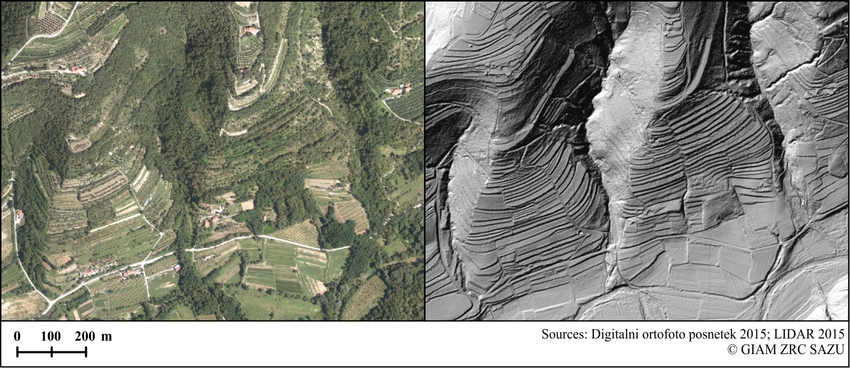 0 100 200 m
Sources: Digitalni ortofoto posnetek 2015; LIDAR 2015
© GIAM ZRC SAZU